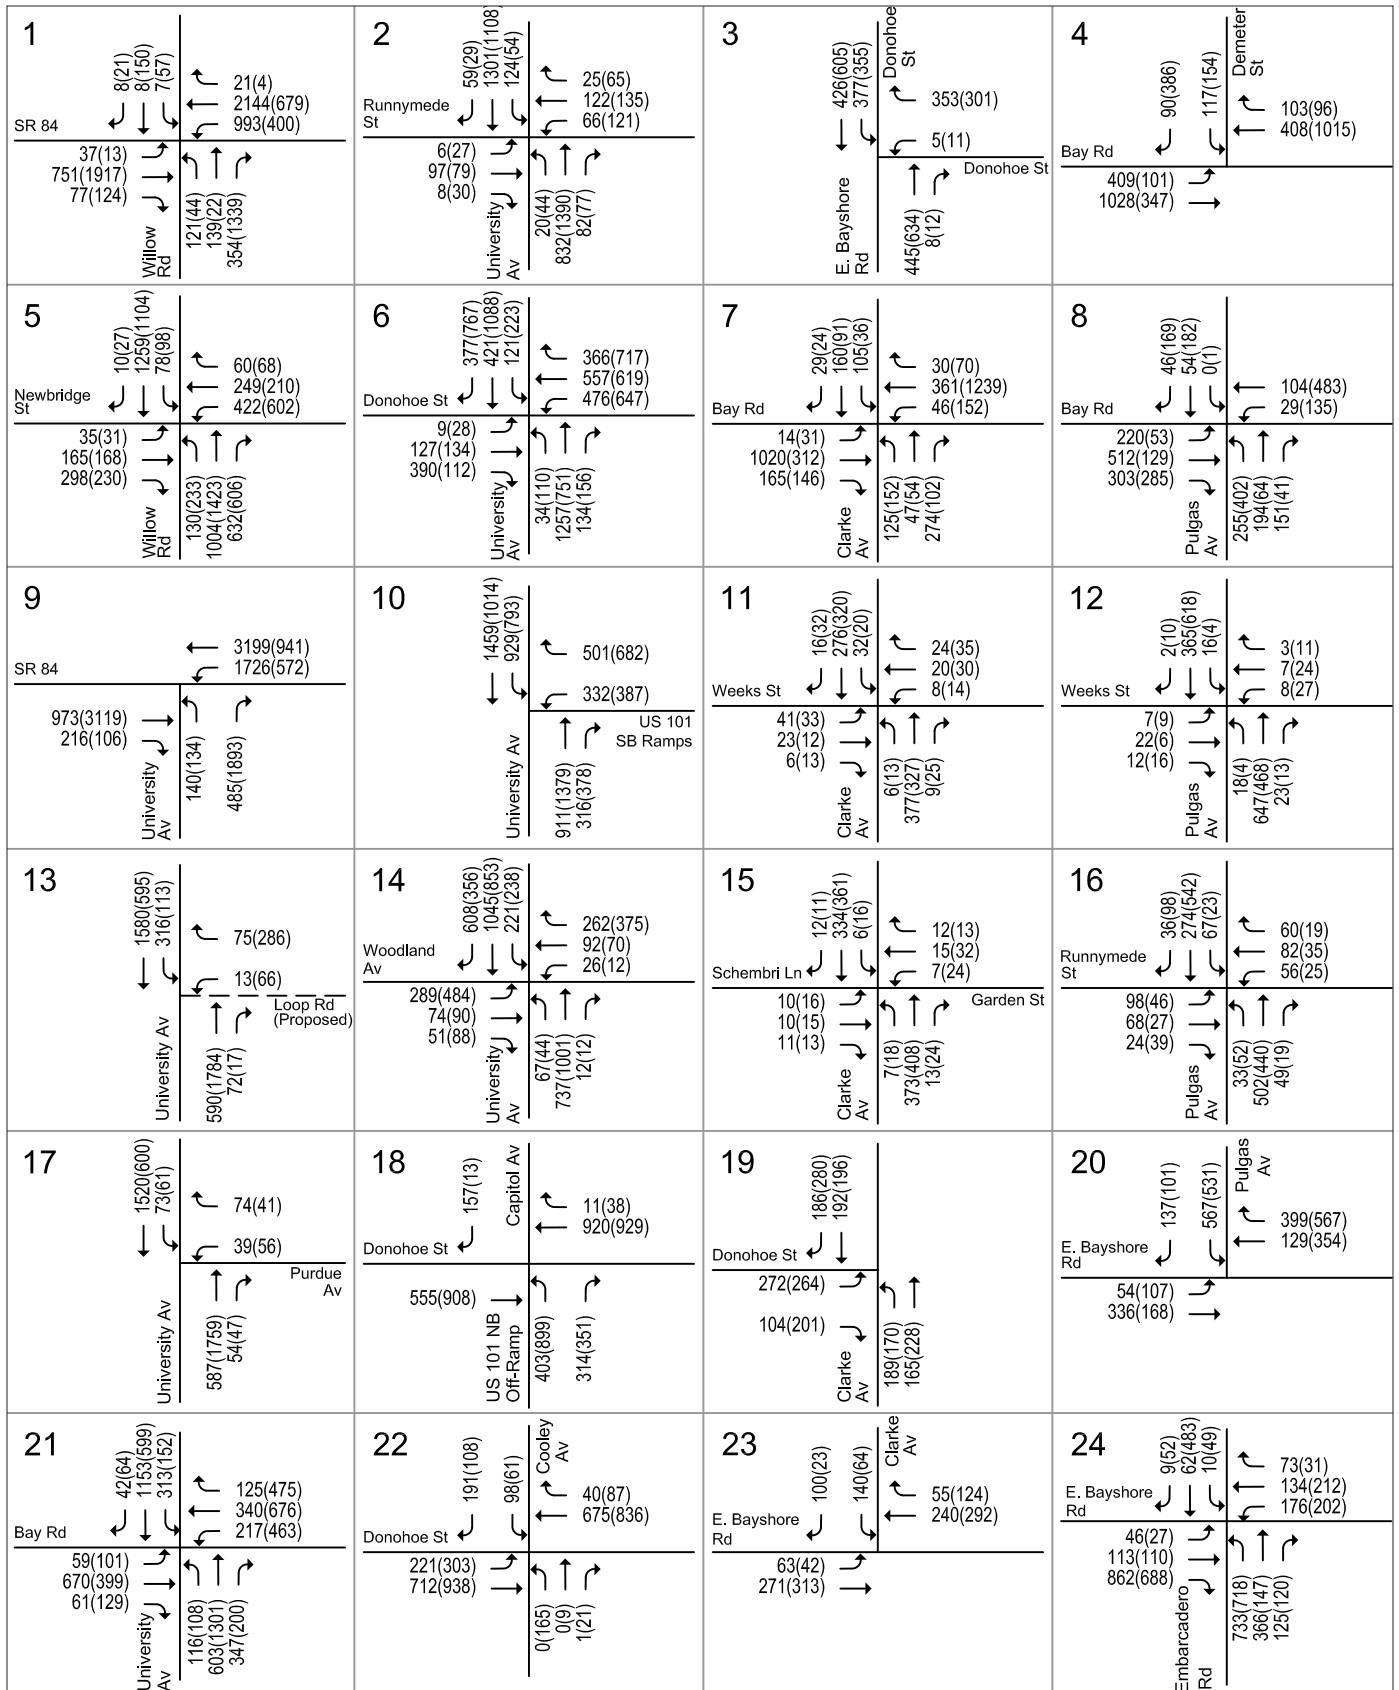 1
8(21)
8(150)
7(57)
21(4)
2144(679)
993(400)
SR 84
37(13)
751(1917)
77(124)
Willow
Rd
121(44)
139(22)
354(1339)
2
59(29)
1301(1108)
124(54)
25(65)
122(135)
66(121)
Runnymede
St
6(27)
97(79)
8(30)
University
Av
20(44)
832(1390)
82(77)
3
426(605)
377(355)
Donohoe
St
353(301)
5(11)
Donohoe St
E. Bayshore
Rd
445(634)
8(12)
4
90(386)
117(154)
Demeter
St
103(96)
408(1015)
Bay Rd
409(101)
1028(347)
5
10(27)
1259(1104)
78(98)
60(68)
249(210)
422(602)
Newbridge
St
35(31)
165(168)
298(230)
Willow
Rd
130(233)
1004(1423)
632(606)
6
377(767)
421(1088)
121(223)
366(717)
557(619)
476(647)
Donohoe St
9(28)
127(134)
390(112)
University
Av
34(110)
1257(751)
134(156)
7
29(24)
160(91)
105(36)
30(70)
361(1239)
46(152)
Bay Rd
14(31)
1020(312)
165(146)
Clarke
Av
125(152)
47(54)
274(102)
8
46(169)
54(182)
0(1)
104(483)
29(135)
Bay Rd
220(53)
512(129)
303(285)
Pulgas
Av
255(402)
194(64)
151(41)
9
3199(941)
1726(572)
SR 84
973(3119)
216(106)
University
Av
140(134)
485(1893)
10
1459(1014)
929(793)
501(682)
332(387)
US 101
SB Ramps
University Av
911(1379)
316(378)
11
16(32)
276(320)
32(20)
24(35)
20(30)
8(14)
Weeks St
41(33)
23(12)
6(13)
Clarke
Av
6(13)
377(327)
9(25)
12
2(10)
365(618)
16(4)
3(11)
7(24)
8(27)
Weeks St
7(9)
22(6)
12(16)
Pulgas
Av
18(4)
647(468)
23(13)
13
1580(595)
316(113)
75(286)
13(66)
Loop Rd
(Proposed)
University Av
590(1784)
72(17)
14
608(356)
1045(853)
221(238)
262(375)
92(70)
26(12)
Woodland
Av
289(484)
74(90)
51(88)
University
Av
67(44)
737(1001)
12(12)
15
12(11)
334(361)
6(16)
12(13)
15(32)
7(24)
Schembri Ln
Garden St
10(16)
10(15)
11(13)
Clarke
Av
7(18)
373(408)
13(24)
16
36(98)
274(542)
67(23)
60(19)
82(35)
56(25)
Runnymede
St
98(46)
68(27)
24(39)
Pulgas
Av
33(52)
502(440)
49(19)
17
1520(600)
73(61)
74(41)
39(56)
Purdue
Av
University Av
587(1759)
54(47)
18
157(13)
Capitol Av
11(38)
920(929)
Donohoe St
555(908)
US 101 NB
Off-Ramp
403(899)
314(351)
19
186(280)
192(196)
Donohoe St
272(264)
104(201)
Clarke
Av
189(170)
165(228)
20
137(101)
567(531)
Pulgas
Av
399(567)
129(354)
E. Bayshore
Rd
54(107)
336(168)
21
42(64)
1153(599)
313(152)
125(475)
340(676)
217(463)
Bay Rd
59(101)
670(399)
61(129)
University
Av
116(108)
603(1301)
347(200)
22
191(108)
98(61)
Cooley
Av
40(87)
675(836)
Donohoe St
221(303)
712(938)
0(165)
0(9)
1(21)
23
100(23)
140(64)
Clarke
Av
55(124)
240(292)
E. Bayshore
Rd
63(42)
271(313)
24
9(52)
62(483)
10(49)
73(31)
134(212)
176(202)
E. Bayshore
Rd
46(27)
113(110)
862(688)
Embarcadero
Rd
733(718)
366(147)
125(120)